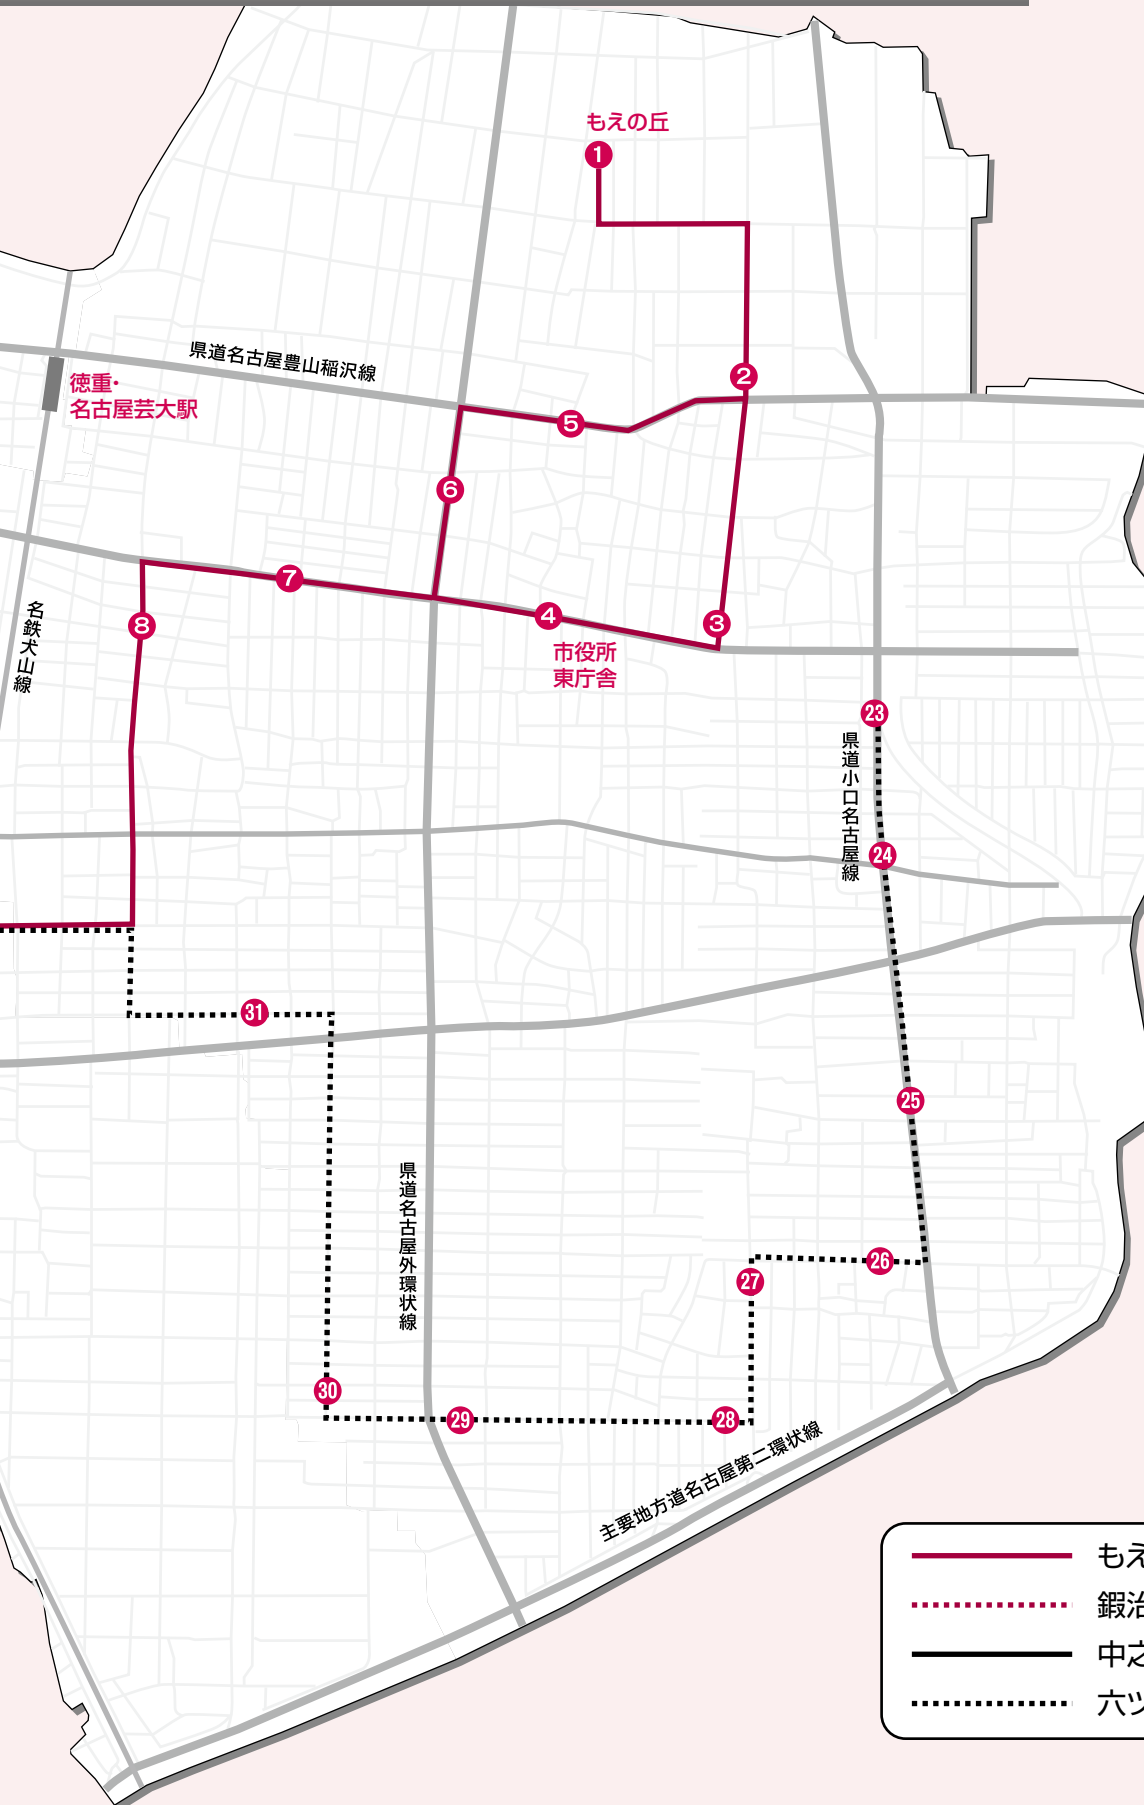 もえの丘
1
2
県道名古屋豊山稲沢線
徳重・
名古屋芸大駅
5
6
7
8
4
3
市役所
東庁舎
名鉄犬山線
23
県道小口名古屋線
24
31
25
県道名古屋外環状線
26
27
30
29
28
主要地方道名古屋第二環状線
もえ
鍜治
中之
六ツ